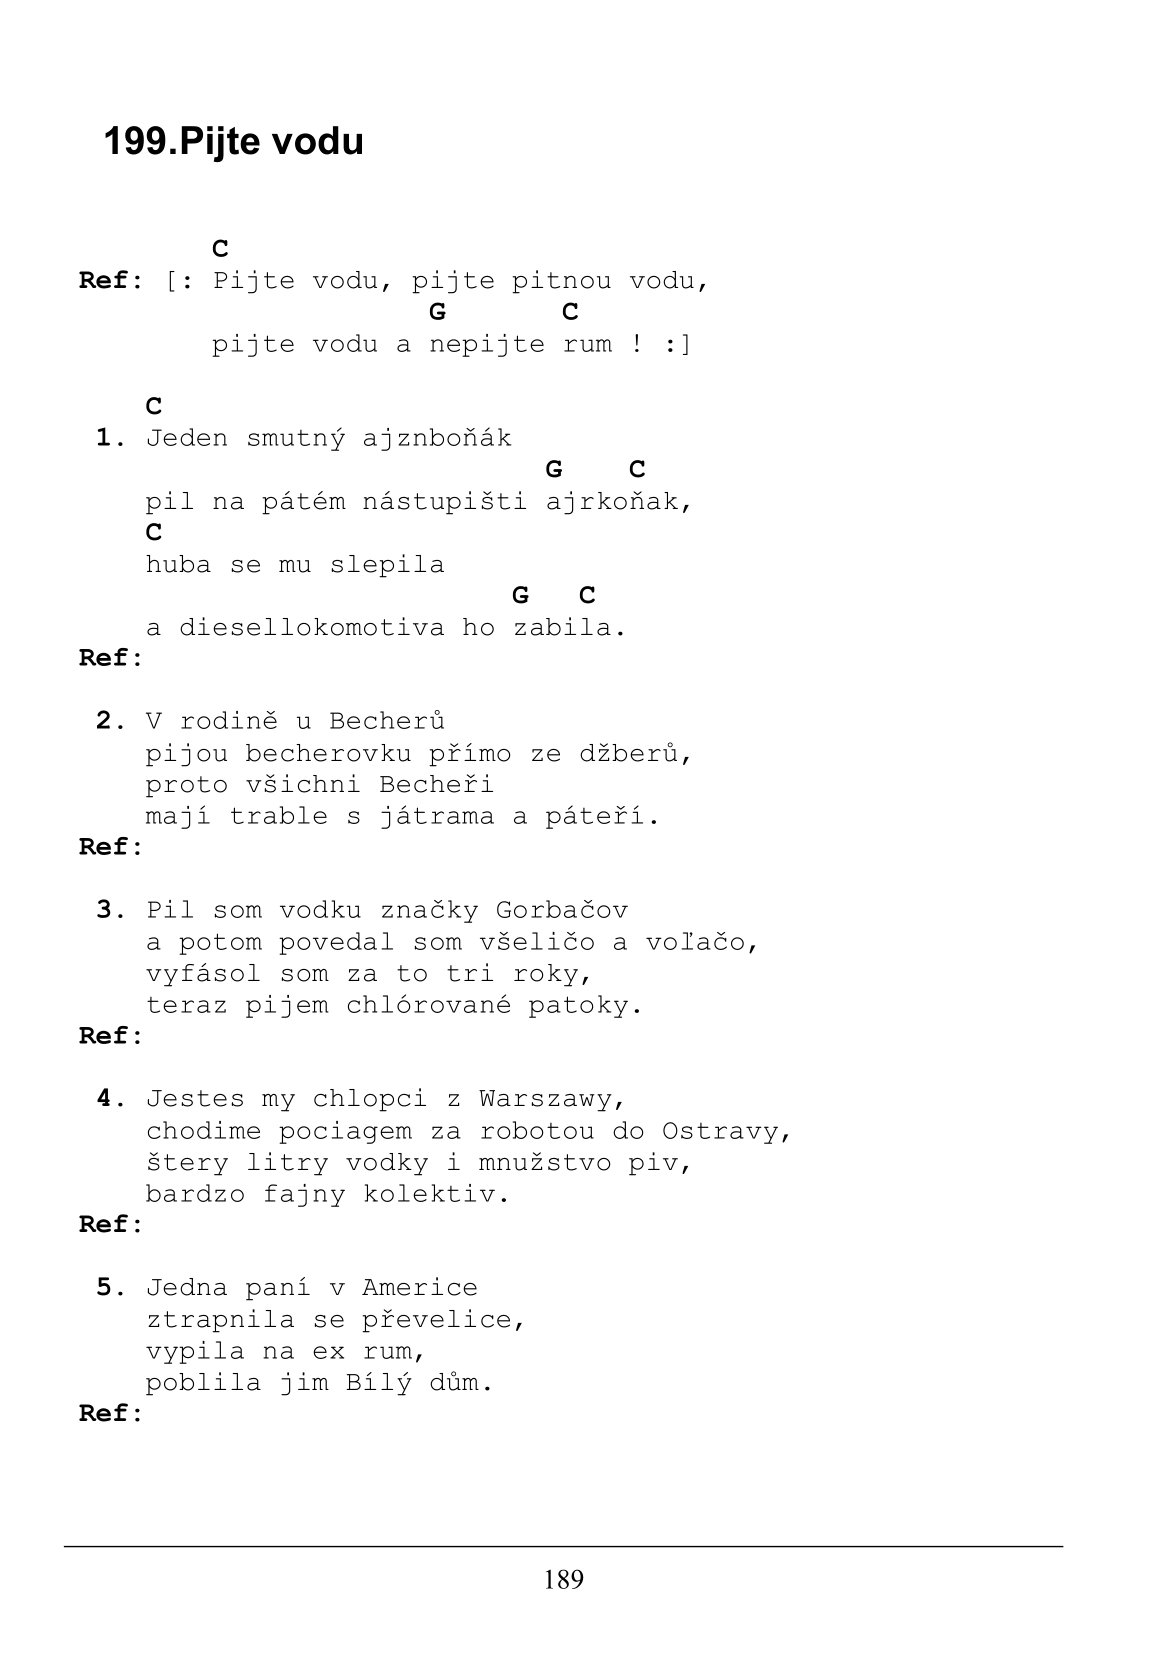 199.Pijte vodu
C
Ref: [: Pijte vodu, pijte pitnou vodu,
G C
pijte vodu a nepijte rum ! :]
C
1. Jeden smutný ajznboňák
G C
pil na pátém nástupišti ajrkoňak,
C
huba se mu slepila
G C
a diesellokomotiva ho zabila.
Ref:
2. V rodině u Becherů
pijou becherovku přímo ze džberů,
proto všichni Becheři
mají trable s játrama a páteří.
Ref:
3. Pil som vodku značky Gorbačov
a potom povedal som všeličo a voľačo,
vyfásol som za to tri roky,
teraz pijem chlórované patoky.
Ref:
4. Jestes my chlopci z Warszawy,
chodime pociagem za robotou do Ostravy,
štery litry vodky i mnužstvo piv,
bardzo fajny kolektiv.
Ref:
5. Jedna paní v Americe
ztrapnila se převelice,
vypila na ex rum,
poblila jim Bílý dům.
Ref:
189